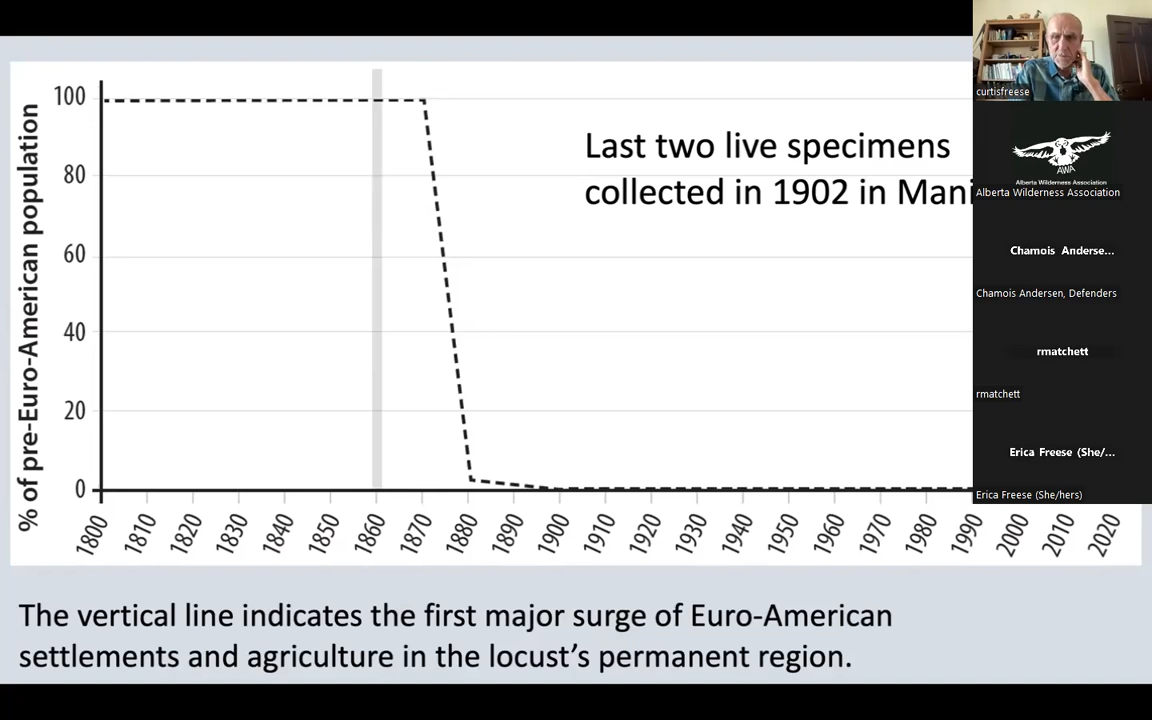 % of pre-Euro-American population
100
80
60
40
20
0
1800 1810 1820 1830 1840 1850 1860 1870 1880 1890 1900 1910 1920 1930 1940 1950 1960 1970 1980 1990 2000 2010 2020
Last two live specimens
collected in 1902 in Mani
The vertical line indicates the first major surge of Euro-American
settlements and agriculture in the locust’s permanent region.
curtisfreese
AWA
Alberta Wilderness Association
Alberta Wilderness Association
Chamois Anderse...
Chamois Andersen, Defenders
rmatchett
rmatchett
Erica Freese (She/...
Erica Freese (She/hers)